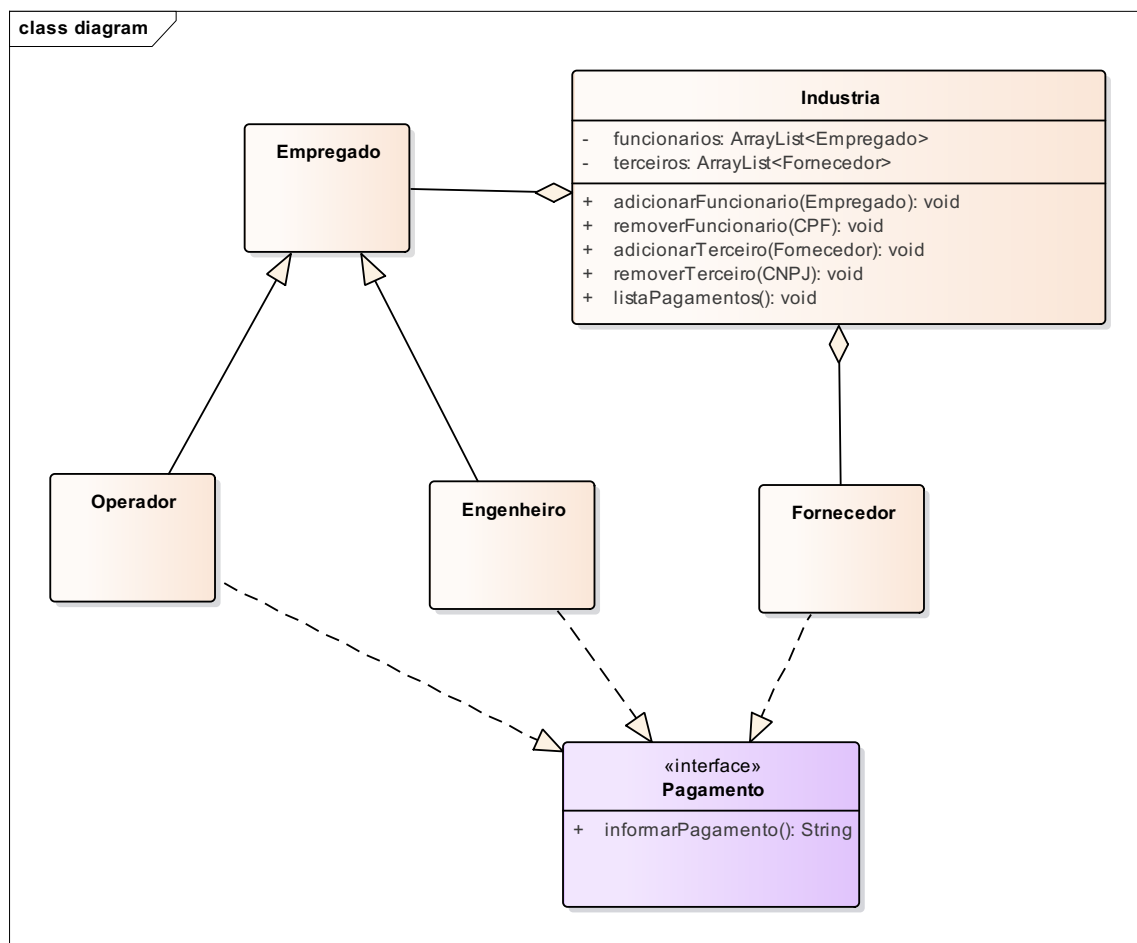 class diagram
Industria
- funcionarios: ArrayList<Empregado>
- terceiros: ArrayList<Fornecedor>
+ adicionarFuncionario(Empregado): void
+ removerFuncionario(CPF): void
+ adicionarTerceiro(Fornecedor): void
+ removerTerceiro(CNPJ): void
+ listaPagamentos(): void
Empregado
Operador
Engenheiro
Fornecedor
«interface»
Pagamento
+ informarPagamento(): String